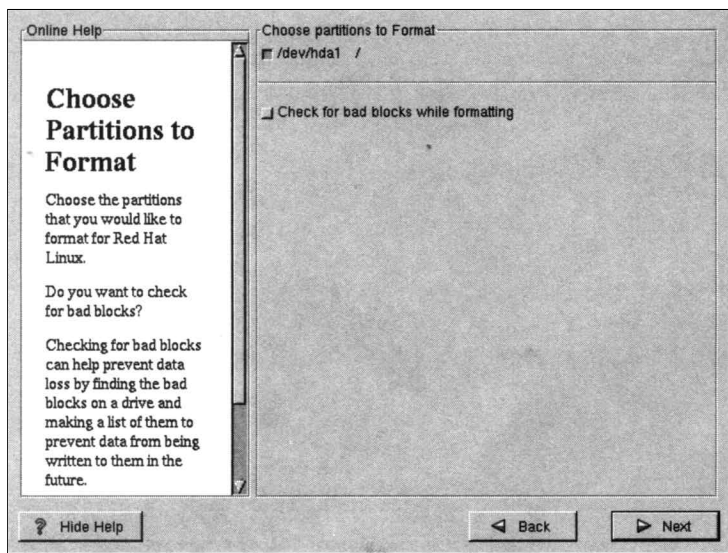 Online Help
Choose
Partitions to
Format
Choose the partitions
that you would like to
format for Red Hat
Linux.
Do you want to check
for bad blocks?
Checking for bad blocks
can help prevent data
loss by finding the bad
blocks on a drive and
making a list of them to
prevent data from being
written to them in the
future.
Choose partitions to Format
/dev/hda1 /
Check for bad blocks while formatting
? Hide Help
Back
Next